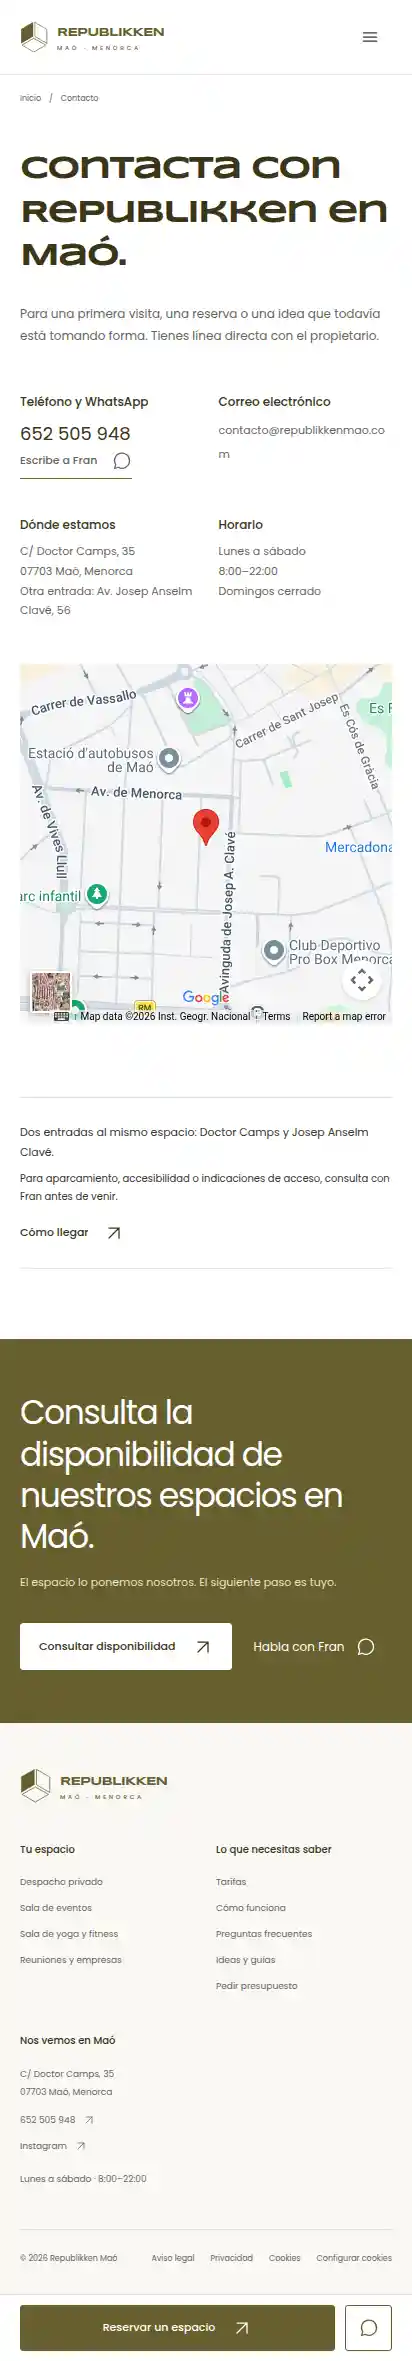 REPUBLIKKEN
MAÓ · MENORCA
Inicio / Contacto
Contacta con
Republikken en
Maó.
Para una primera visita, una reserva o una idea que todavía
está tomando forma. Tienes línea directa con el propietario.
Teléfono y WhatsApp
652 505 948
Escribe a Fran
Correo electrónico
contacto@republikkenmao.co
m
Dónde estamos
C/ Doctor Camps, 35
07703 Maó, Menorca
Otra entrada: Av. Josep Anselm
Clavé, 56
Horario
Lunes a sábado
8:00–22:00
Domingos cerrado
Carrer de Vassallo
Carrer de Sant Josep
Es Cós de Gràcia
Es F
Estació d'autobusos
de Maó
Av. de Menorca
Av. de Vives Llull
Mercadona
Avinguda de Josep A. Clavé
arc infantil
Club Deportivo
Pro Box Menorca
RM
Google
Map data ©2026 Inst. Geogr. Nacional
Terms
Report a map error
Dos entradas al mismo espacio: Doctor Camps y Josep Anselm
Clavé.
Para aparcamiento, accesibilidad o indicaciones de acceso, consulta con
Fran antes de venir.
Cómo llegar
Consulta la
disponibilidad de
nuestros espacios en
Maó.
El espacio lo ponemos nosotros. El siguiente paso es tuyo.
Consultar disponibilidad
Habla con Fran
REPUBLIKKEN
MAÓ · MENORCA
Tu espacio
Despacho privado
Sala de eventos
Sala de yoga y fitness
Reuniones y empresas
Lo que necesitas saber
Tarifas
Cómo funciona
Preguntas frecuentes
Ideas y guías
Pedir presupuesto
Nos vemos en Maó
C/ Doctor Camps, 35
07703 Maó, Menorca
652 505 948
Instagram
Lunes a sábado · 8:00–22:00
© 2026 Republikken Maó
Aviso legal
Privacidad
Cookies
Configurar cookies
Reservar un espacio